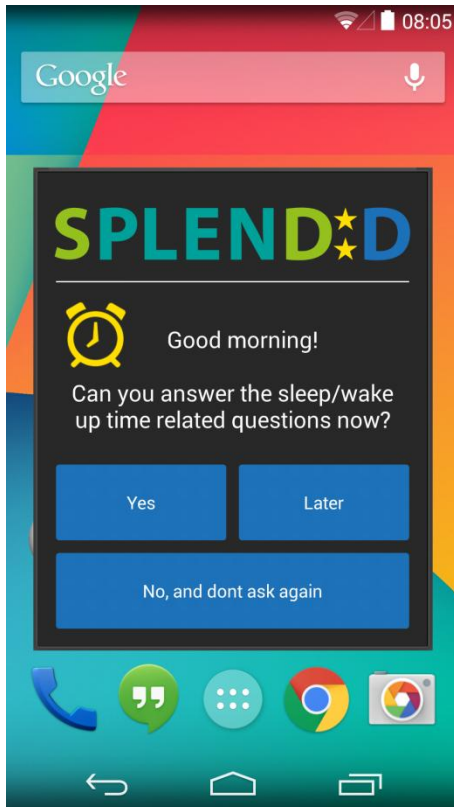 08:05
Google
SPLENDID
Good morning!
Can you answer the sleep/wake
up time related questions now?
Yes
Later
No, and dont ask again